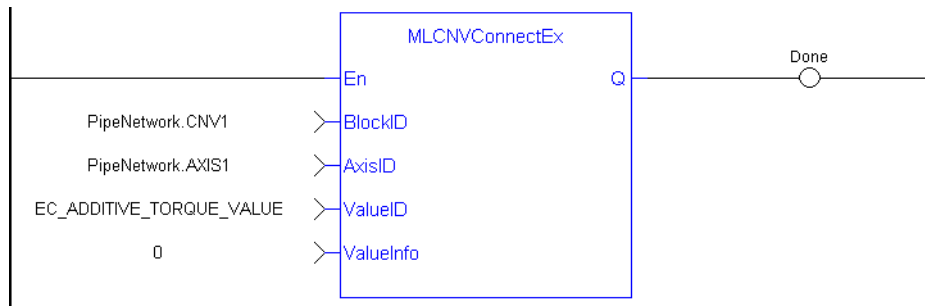 MLCNVConnectEx
Done
En
Q
PipeNetwork.CNV1
BlockID
PipeNetwork.AXIS1
AxisID
EC_ADDITIVE_TORQUE_VALUE
ValueID
0
ValueInfo